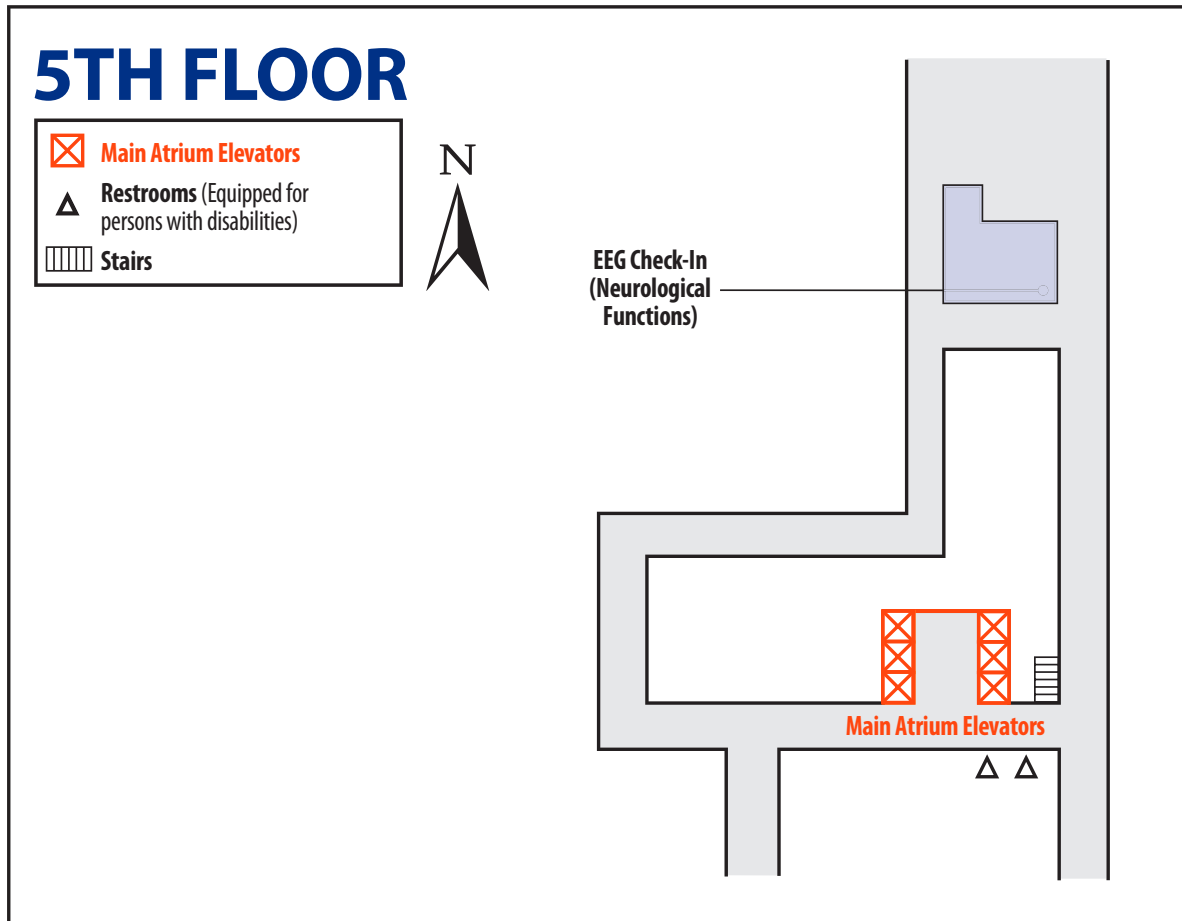 5TH FLOOR
Main Atrium Elevators
Restrooms (Equipped for
persons with disabilities)
Stairs
N
EEG Check-In
(Neurological
Functions)
Main Atrium Elevators